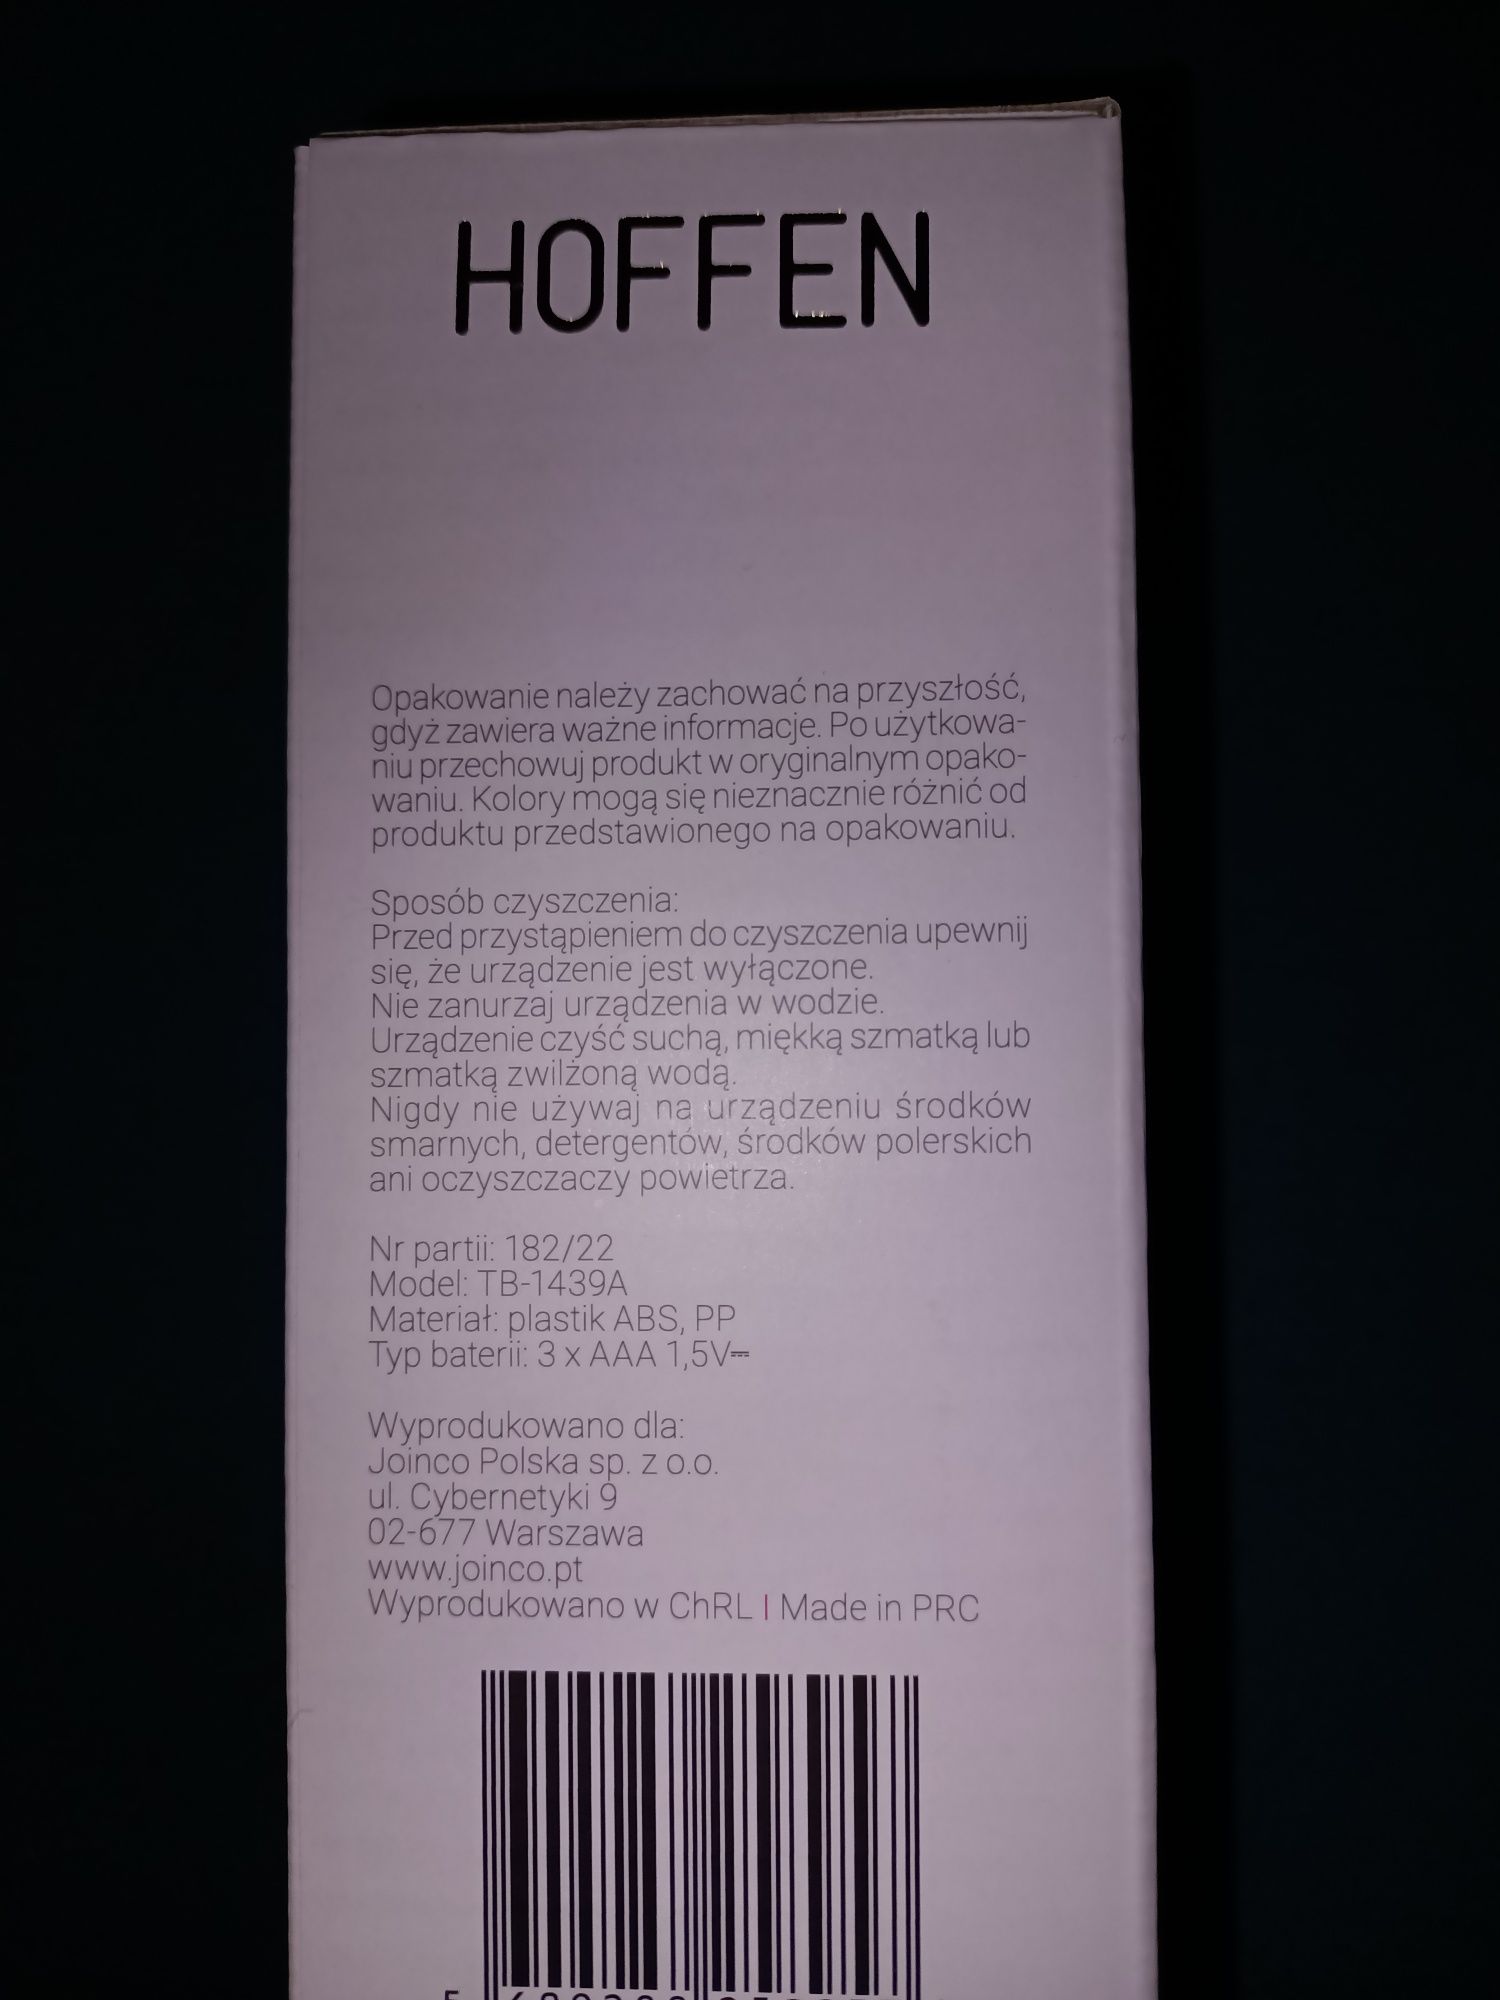 HOFFEN
Opakowanie należy zachować na przyszłość,
gdyż zawiera ważne informacje. Po użytkowa-
niu przechowuj produkt w oryginalnym opako-
waniu. Kolory mogą się nieznacznie różnić od
produktu przedstawionego na opakowaniu.
Sposób czyszczenia:
Przed przystąpieniem do czyszczenia upewnij
się, że urządzenie jest wyłączone.
Nie zanurzaj urządzenia w wodzie.
Urządzenie czyść suchą, miękką szmatką lub
szmatką zwilżoną wodą.
Nigdy nie używaj na urządzeniu środków
smarnych, detergentów, środków polerskich
ani oczyszczaczy powietrza.
Nr partii: 182/22
Model: TB-1439A
Materiał: plastik ABS, PP
Typ baterii: 3 x AAA 1,5V⎓
Wyprodukowano dla:
Joinco Polska sp. z o.o.
ul. Cybernetyki 9
02-677 Warszawa
www.joinco.pt
Wyprodukowano w ChRL | Made in PRC